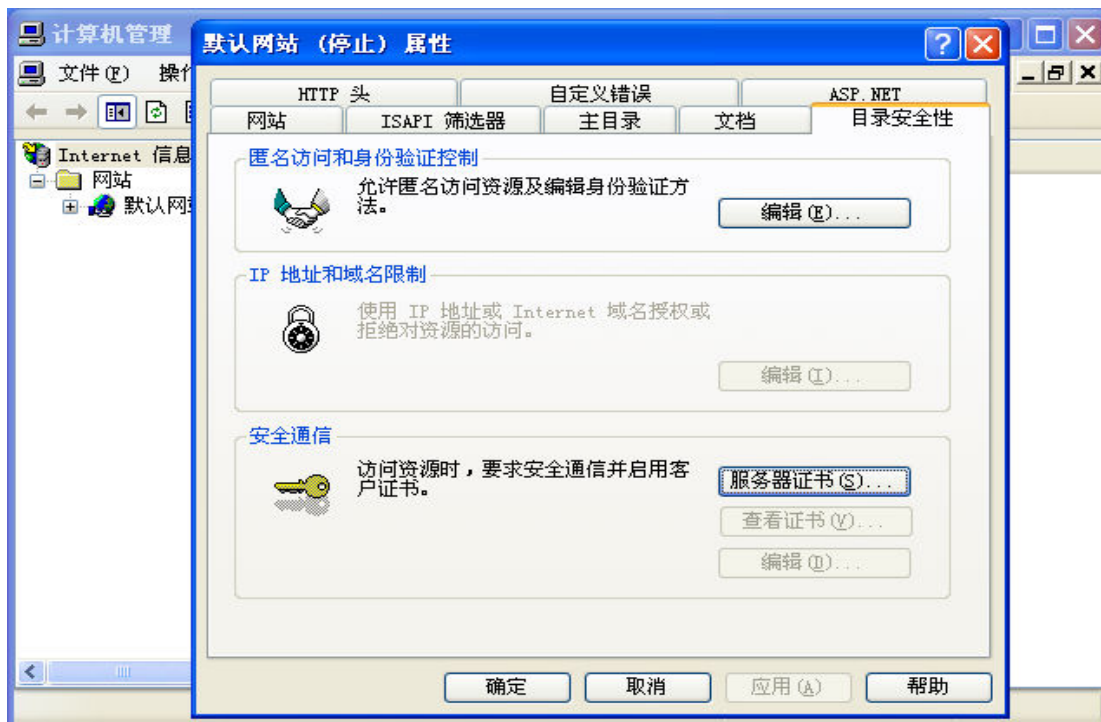 计算机管理
默认网站 (停止) 属性
文件(F) 操作
HTTP 头 自定义错误 ASP.NET
网站 ISAPI 筛选器 主目录 文档 目录安全性
Internet 信息
网站
默认网站
匿名访问和身份验证控制
允许匿名访问资源及编辑身份验证方
法。
编辑(E)...
IP 地址和域名限制
使用 IP 地址或 Internet 域名授权或
拒绝对资源的访问。
编辑(I)...
安全通信
访问资源时，要求安全通信并启用客
户证书。
服务器证书(S)...
查看证书(V)...
编辑(D)...
确定 取消 应用(A) 帮助